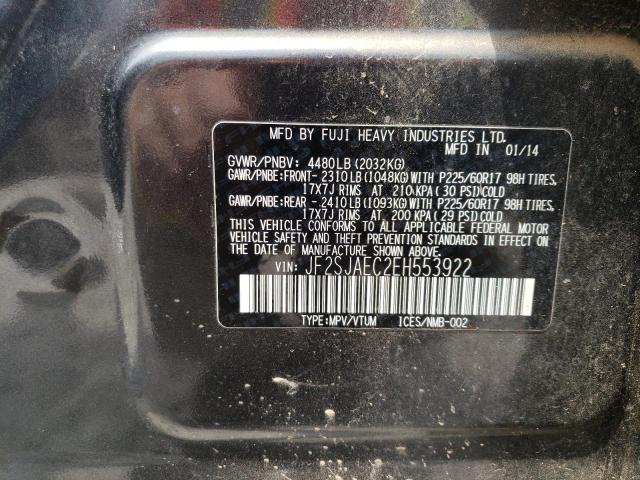 MFD BY FUJI HEAVY INDUSTRIES LTD.
MFD IN 01/14
GVWR/PNBV: 4480LB(2032KG)
GAWR/PNBE:FRONT-2310LB(1048KG)WITH P225/60R17 98H TIRES,
17X7J RIMS AT 210KPA(30 PSI)COLD
GAWR/PNBE:REAR -2410LB(1093KG)WITH P225/60R17 98H TIRES,
17X7J RIMS AT 200KPA(29 PSI)COLD
THIS VEHICLE CONFORMS TO ALL APPLICABLE FEDERAL MOTOR
VEHICLE SAFETY AND THEFT PREVENTION STANDARDS IN EFFECT ON
THE DATE OF MANUFACTURE SHOWN ABOVE.
VIN: JF2SJAEC2EH553922
TYPE:MPV/VTUM ICES/NMB-002